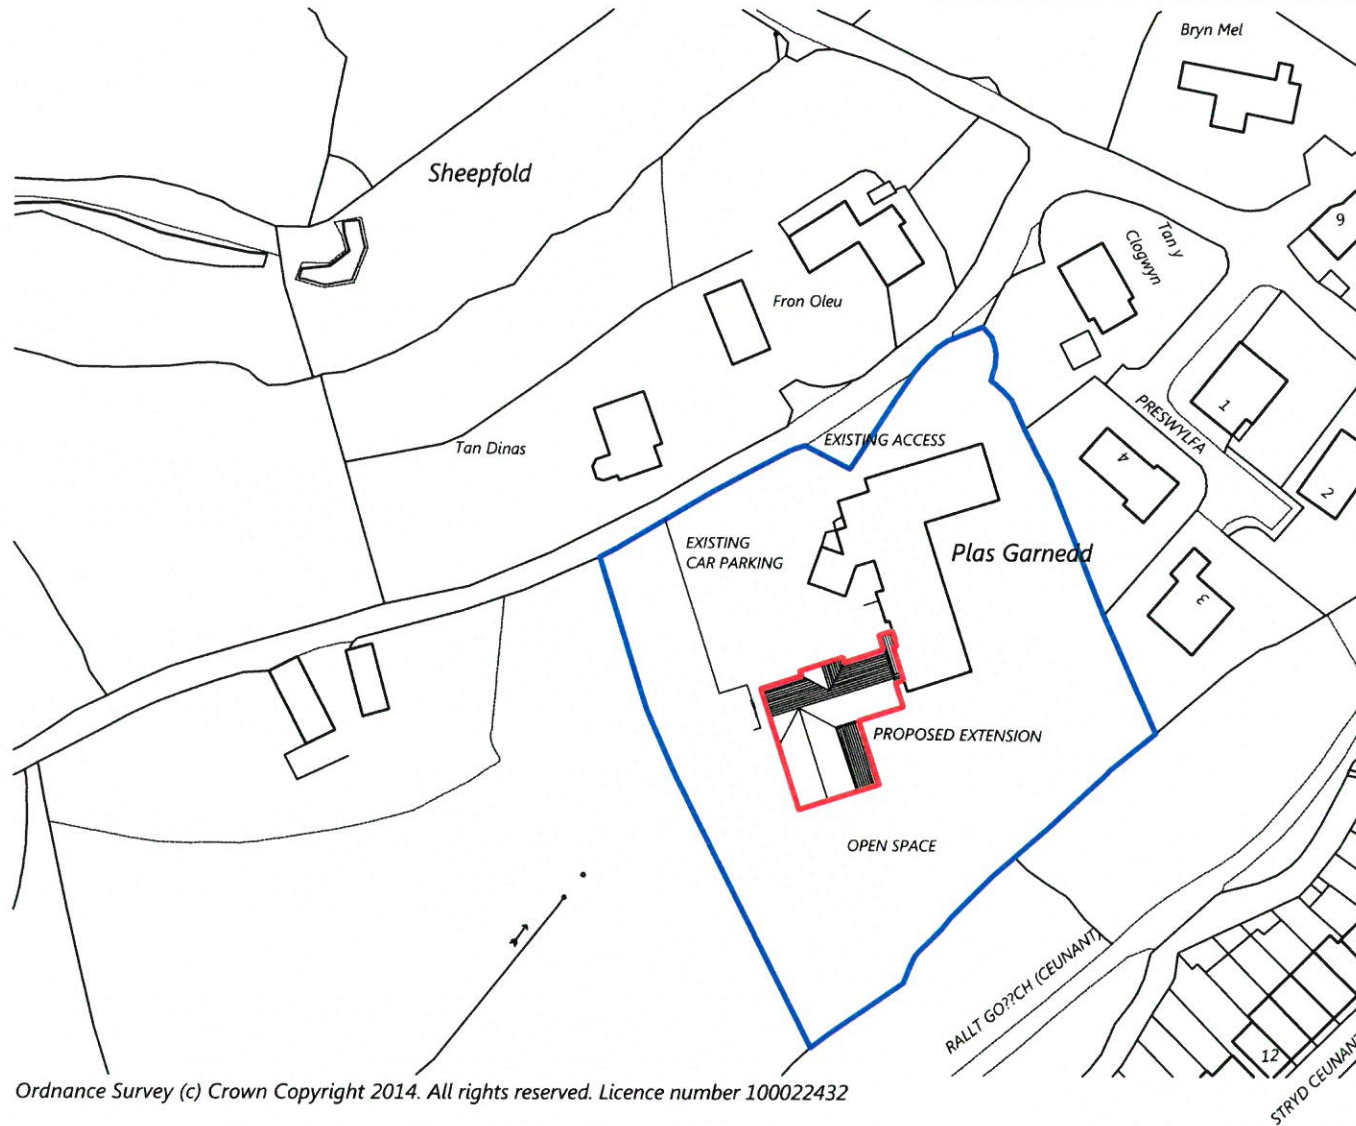 Bryn Mel
Sheepfold
9
Tan y
Clogwyn
Fron Oleu
1
PRESWYLFA
EXISTING ACCESS
Tan Dinas
4
2
EXISTING
CAR PARKING
Plas Garnedd
3
PROPOSED EXTENSION
OPEN SPACE
RALLT GO??CH (CEUNANT)
12
STRYD CEUNANT
Ordnance Survey (c) Crown Copyright 2014. All rights reserved. Licence number 100022432